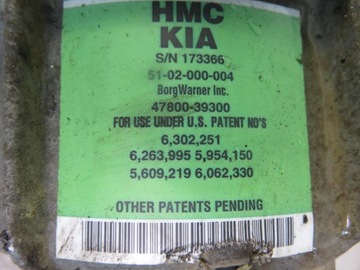 HMC
KIA
S/N 173366
51-02-000-004
BorgWarner Inc.
47800-39300
FOR USE UNDER U.S. PATENT NO'S
6,302,251
6,263,995 5,954,150
5,609,219 6,062,330
OTHER PATENTS PENDING